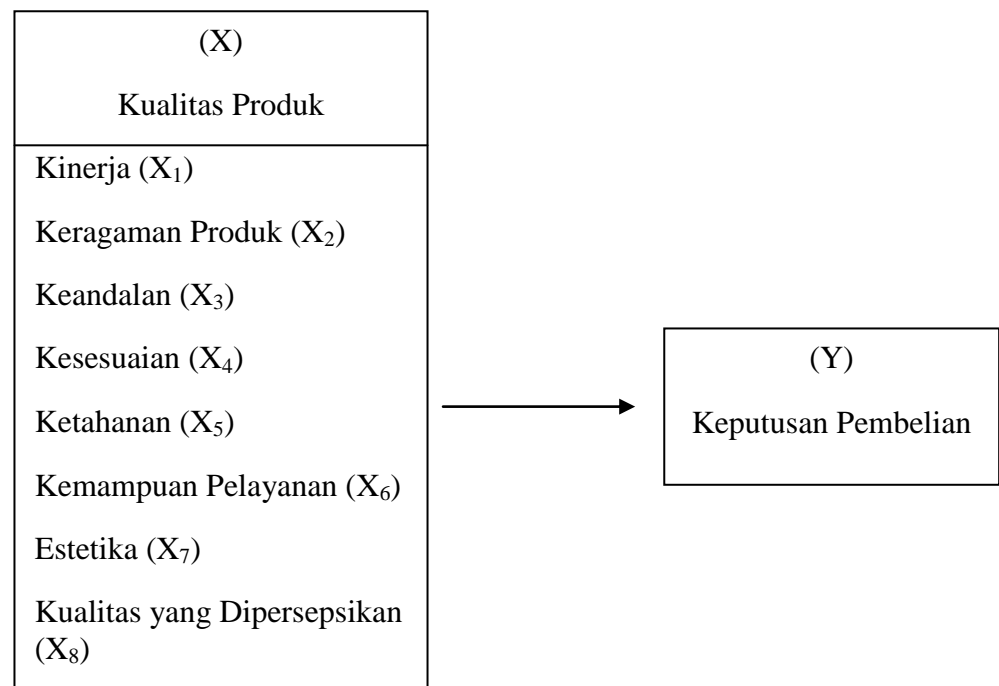 (X)
Kualitas Produk
Kinerja (X₁)
Keragaman Produk (X₂)
Keandalan (X₃)
Kesesuaian (X₄)
Ketahanan (X₅)
Kemampuan Pelayanan (X₆)
Estetika (X₇)
Kualitas yang Dipersepsikan
(X₈)
(Y)
Keputusan Pembelian